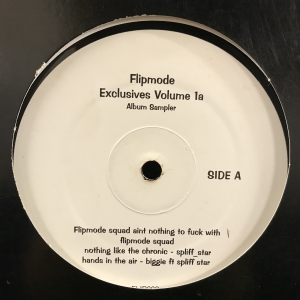 Flipmode
Exclusives Volume 1a
Album Sampler
SIDE A
Flipmode squad aint nothing to fuck with
flipmode squad
nothing like the chronic - spliff star
hands in the air - biggie ft spliff star